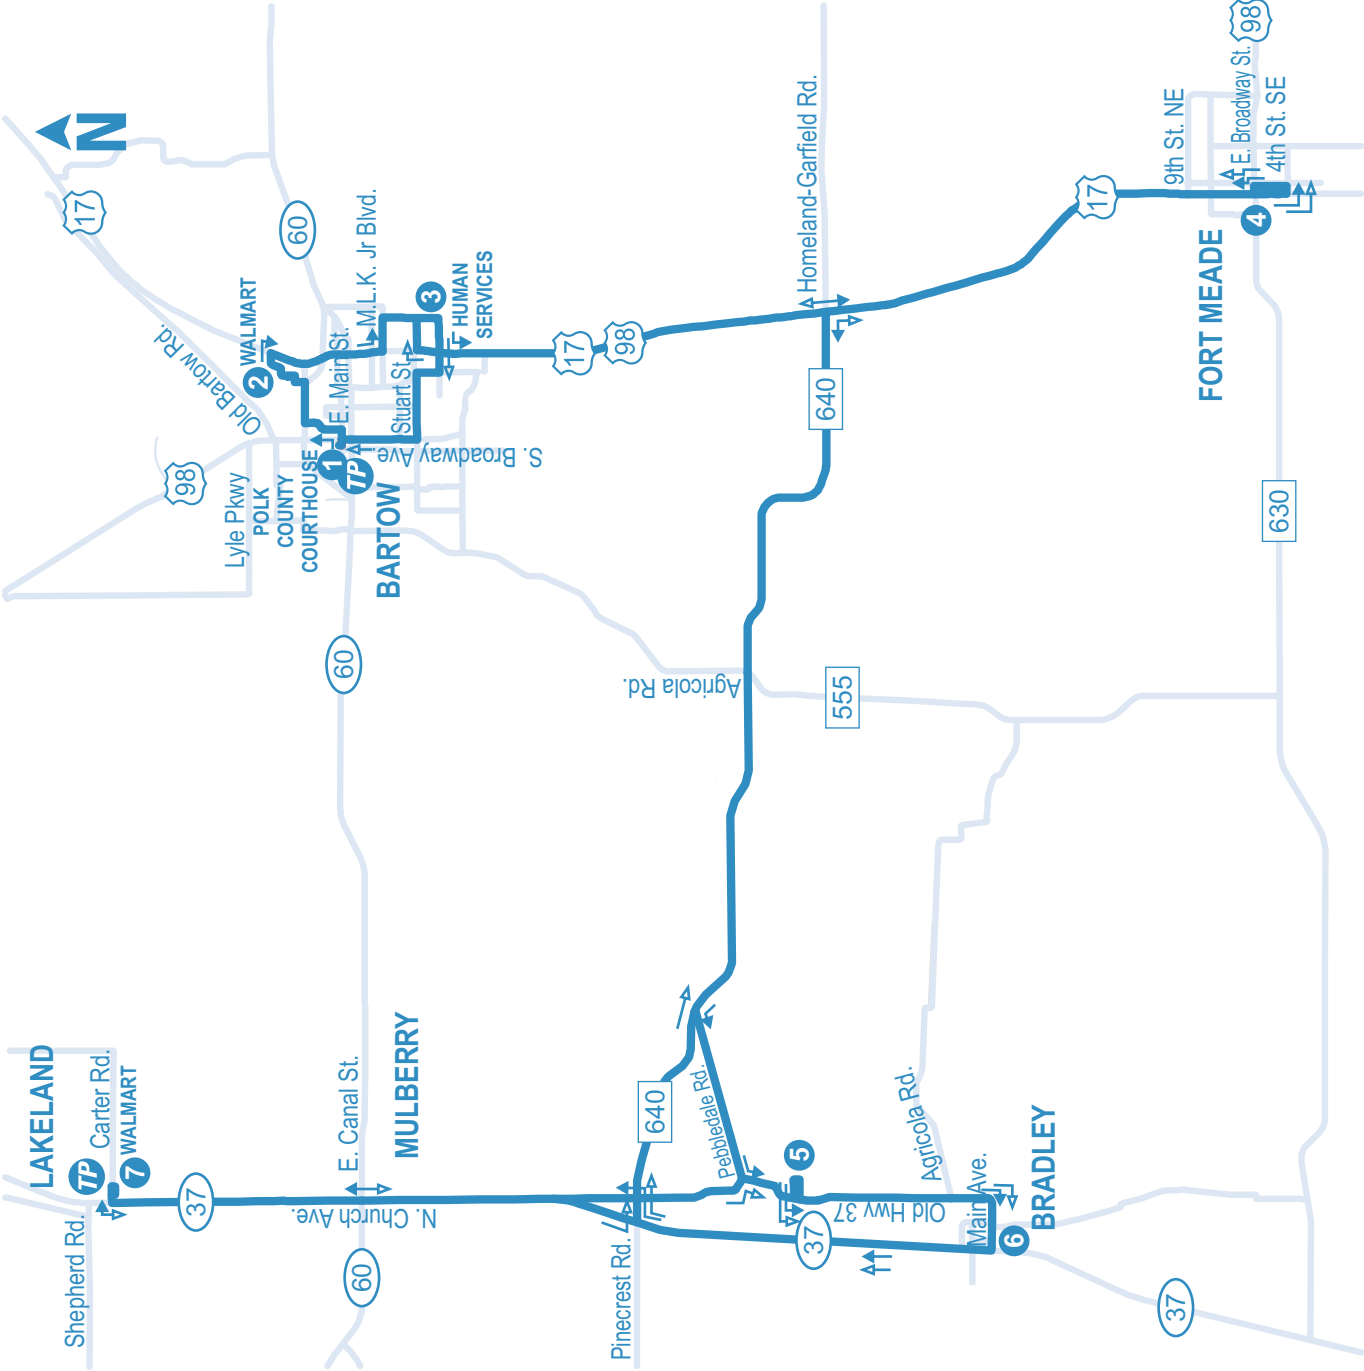 LAKELAND
Carter Rd.
WALMART
TP
7
Shepherd Rd.
37
N. Church Ave.
E. Canal St.
MULBERRY
60
60
Pinecrest Rd.
640
Pebbledale Rd.
5
37
Old Hwy 37
Agricola Rd.
Main Ave.
6
BRADLEY
37
Agricola Rd.
555
630
640
Homeland-Garfield Rd.
N
17
60
Old Bartow Rd.
WALMART
2
M.L.K. Jr Blvd.
E. Main St.
3
HUMAN
SERVICES
Stuart St.
S. Broadway Ave.
98
Lyle Pkwy
POLK
COUNTY
COURTHOUSE
1
TP
BARTOW
17
98
17
9th St. NE
E. Broadway St.
4th St. SE
98
4
FORT MEADE